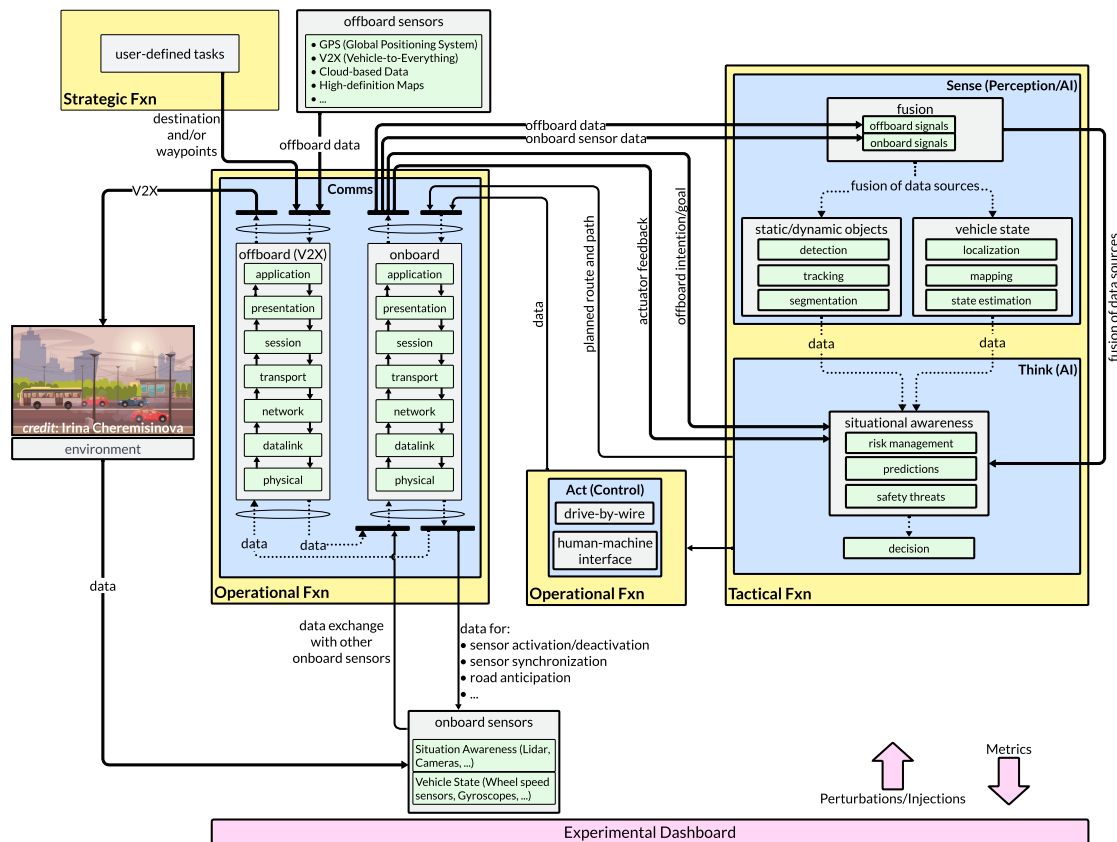 user-defined tasks
Strategic Fxn
offboard sensors
• GPS (Global Positioning System)
• V2X (Vehicle-to-Everything)
• Cloud-based Data
• High-definition Maps
• ...
destination
and/or
waypoints
offboard data
V2X
offboard data
onboard sensor data
Sense (Perception/AI)
fusion
offboard signals
onboard signals
fusion of data sources
static/dynamic objects
detection
tracking
segmentation
vehicle state
localization
mapping
state estimation
data
data
fusion of data sources
Comms
offboard (V2X)
application
presentation
session
transport
network
datalink
physical
onboard
application
presentation
session
transport
network
datalink
physical
data
data
Operational Fxn
data
planned route and path
actuator feedback
offboard intention/goal
credit: Irina Cheremisinova
environment
data
Think (AI)
situational awareness
risk management
predictions
safety threats
decision
Tactical Fxn
Act (Control)
drive-by-wire
human-machine
interface
Operational Fxn
data exchange
with other
onboard sensors
data for:
• sensor activation/deactivation
• sensor synchronization
• road anticipation
• ...
onboard sensors
Situation Awareness (Lidar,
Cameras, ...)
Vehicle State (Wheel speed
sensors, Gyroscopes, ...)
Perturbations/Injections
Metrics
Experimental Dashboard